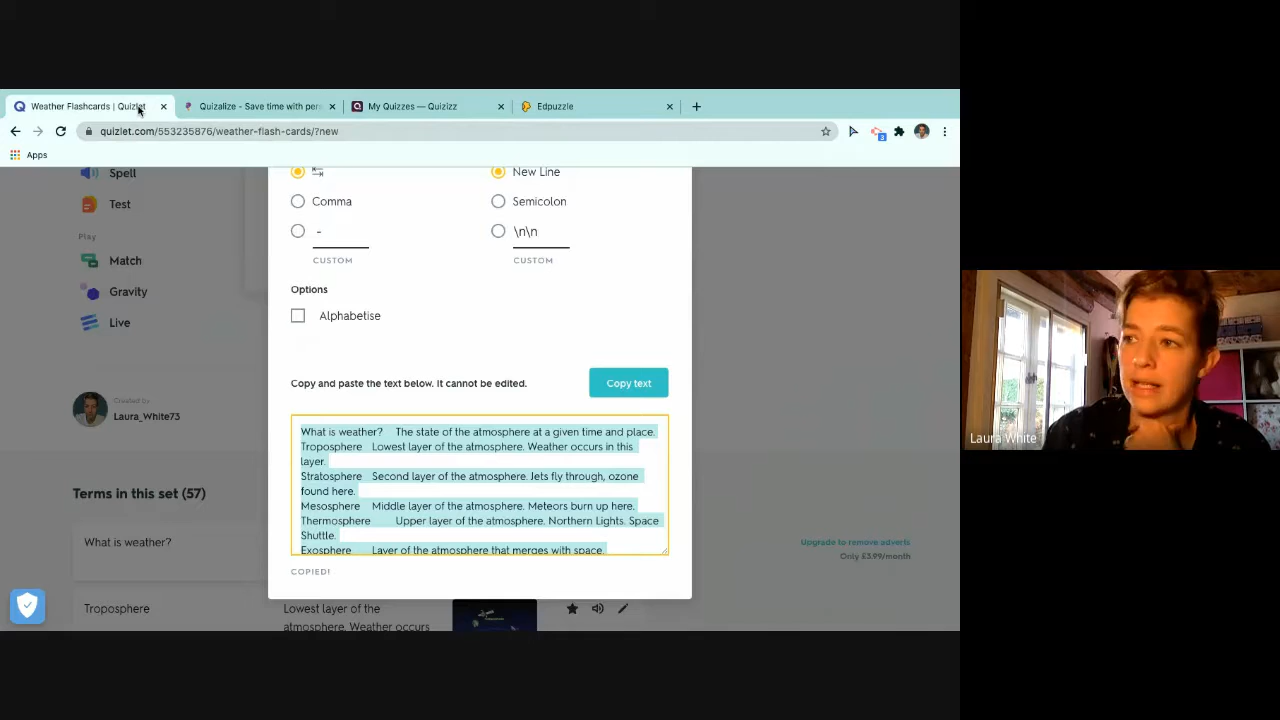 Weather Flashcards | Quizlet
Quizalize - Save time with pers
My Quizzes — Quizizz
Edpuzzle
quizlet.com/553235876/weather-flash-cards/?new
3
Apps
Spell
Test
Play
Match
Gravity
Live
Created by
Laura_White73
New Line
Comma
Semicolon
-
\n\n
CUSTOM
CUSTOM
Options
Alphabetise
Copy and paste the text below. It cannot be edited.
Copy text
What is weather? The state of the atmosphere at a given time and place.
Troposphere Lowest layer of the atmosphere. Weather occurs in this
layer.
Stratosphere Second layer of the atmosphere. Jets fly through, ozone
found here.
Mesosphere Middle layer of the atmosphere. Meteors burn up here.
Thermosphere Upper layer of the atmosphere. Northern Lights. Space
Shuttle.
Exosphere Layer of the atmosphere that merges with space.
COPIED!
Terms in this set (57)
What is weather?
Upgrade to remove adverts
Only £3.99/month
Troposphere
Lowest layer of the
atmosphere. Weather occurs
Laura White